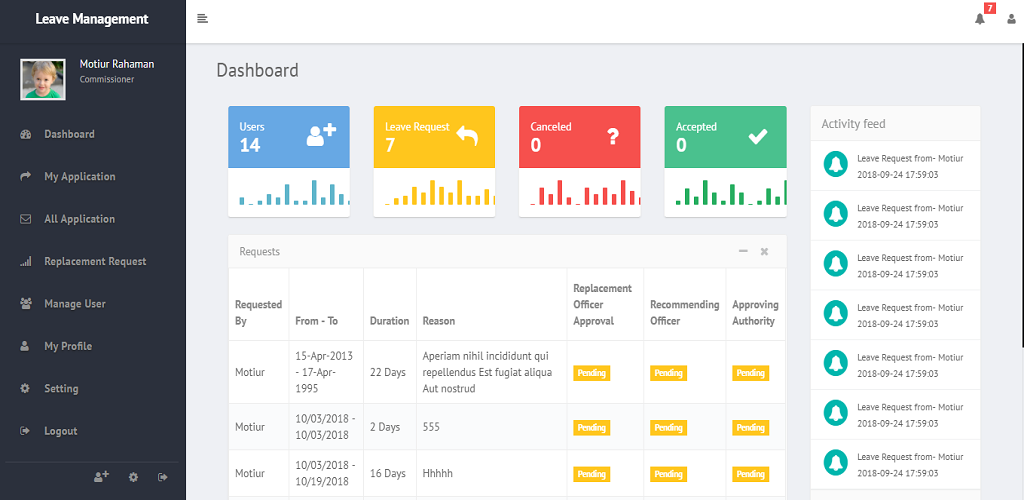 Leave Management
7
Motiur Rahaman
Commissioner
Dashboard
My Application
All Application
Replacement Request
Manage User
My Profile
Setting
Logout
Dashboard
Users
14
Leave Request
7
Canceled
0
Accepted
0
Requests
Requested By
From - To
Duration
Reason
Replacement Officer Approval
Recommending Officer
Approving Authority
Motiur
15-Apr-2013 - 17-Apr-1995
22 Days
Aperiam nihil incididunt qui
repellendus Est fugiat aliqua
Aut nostrud
Pending
Pending
Pending
Motiur
10/03/2018 -
10/03/2018
2 Days
555
Pending
Pending
Pending
Motiur
10/03/2018 -
10/19/2018
16 Days
Hhhhh
Pending
Pending
Pending
Activity feed
Leave Request from- Motiur
2018-09-24 17:59:03
Leave Request from- Motiur
2018-09-24 17:59:03
Leave Request from- Motiur
2018-09-24 17:59:03
Leave Request from- Motiur
2018-09-24 17:59:03
Leave Request from- Motiur
2018-09-24 17:59:03
Leave Request from- Motiur
2018-09-24 17:59:03
Leave Request from- Motiur
2018-09-24 17:59:03